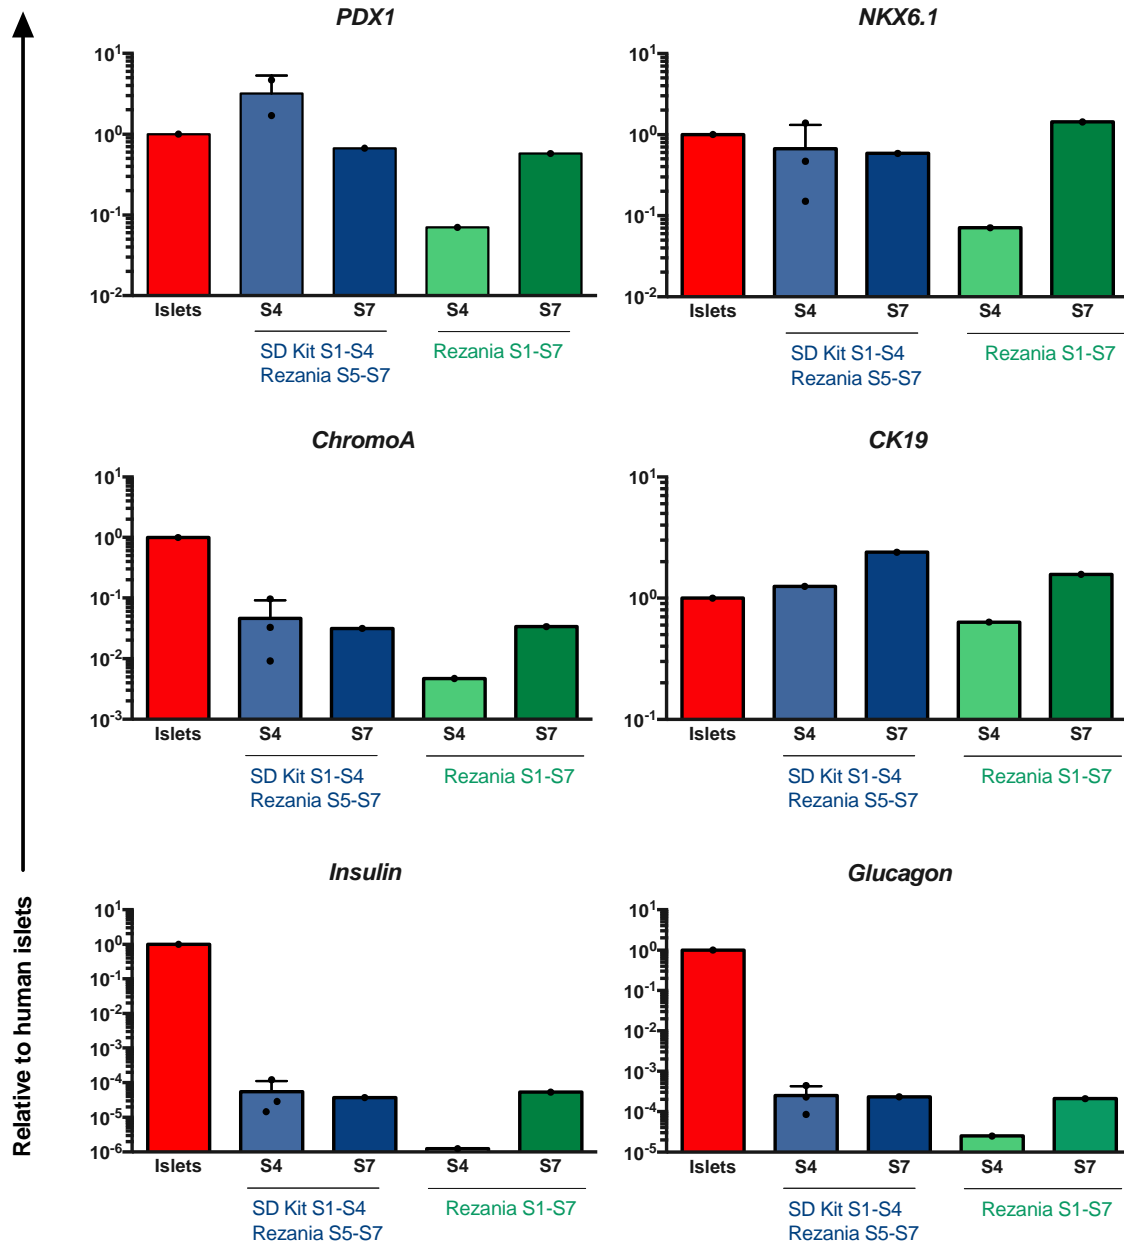 PDX1
10^1
10^0
10^-1
10^-2
Islets S4 S7 S4 S7
SD Kit S1-S4
Rezania S5-S7
Rezania S1-S7
NKX6.1
10^1
10^0
10^-1
10^-2
Islets S4 S7 S4 S7
SD Kit S1-S4
Rezania S5-S7
Rezania S1-S7
ChromoA
10^1
10^0
10^-1
10^-2
10^-3
Islets S4 S7 S4 S7
SD Kit S1-S4
Rezania S5-S7
Rezania S1-S7
CK19
10^1
10^0
10^-1
Islets S4 S7 S4 S7
SD Kit S1-S4
Rezania S5-S7
Rezania S1-S7
Insulin
10^1
10^0
10^-1
10^-2
10^-3
10^-4
10^-5
10^-6
Islets S4 S7 S4 S7
SD Kit S1-S4
Rezania S5-S7
Rezania S1-S7
Glucagon
10^1
10^0
10^-1
10^-2
10^-3
10^-4
10^-5
Islets S4 S7 S4 S7
SD Kit S1-S4
Rezania S5-S7
Rezania S1-S7
Relative to human islets